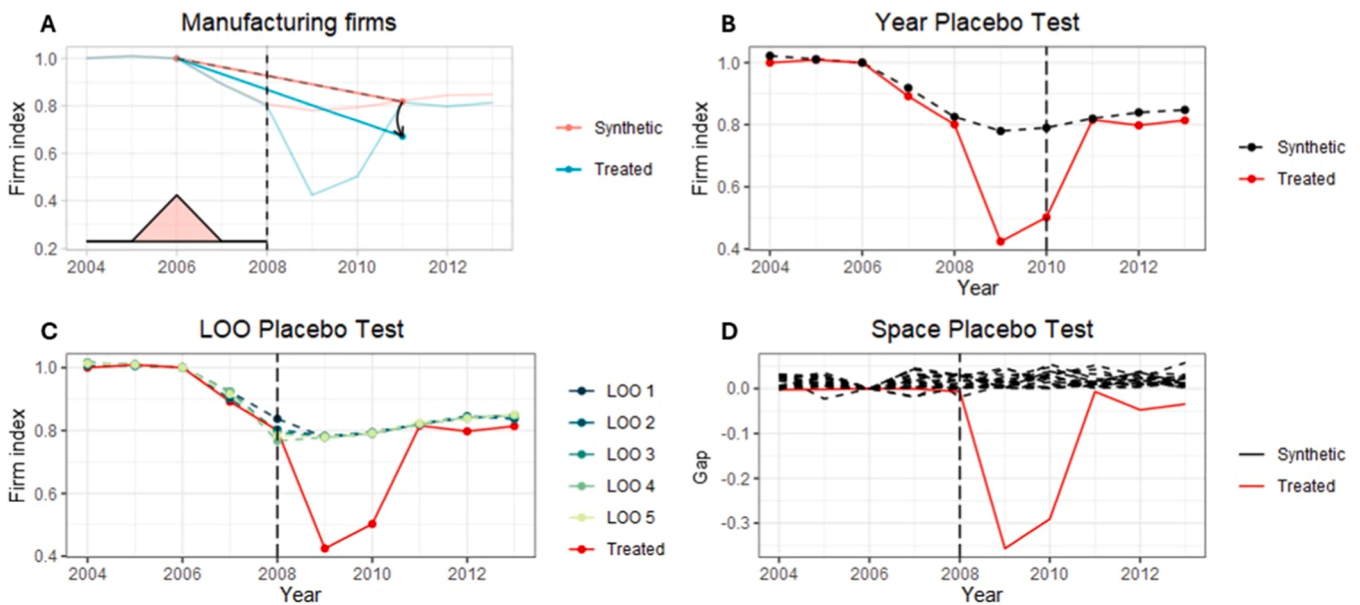 A
Manufacturing firms
Firm index
1.0
0.8
0.6
0.4
0.2
2004 2006 2008 2010 2012
Synthetic
Treated
B
Year Placebo Test
Firm index
1.0
0.8
0.6
0.4
2004 2006 2008 2010 2012
Year
Synthetic
Treated
C
LOO Placebo Test
Firm index
1.0
0.8
0.6
0.4
2004 2006 2008 2010 2012
Year
LOO 1
LOO 2
LOO 3
LOO 4
LOO 5
Treated
D
Space Placebo Test
Gap
0.0
-0.1
-0.2
-0.3
2004 2006 2008 2010 2012
Year
Synthetic
Treated